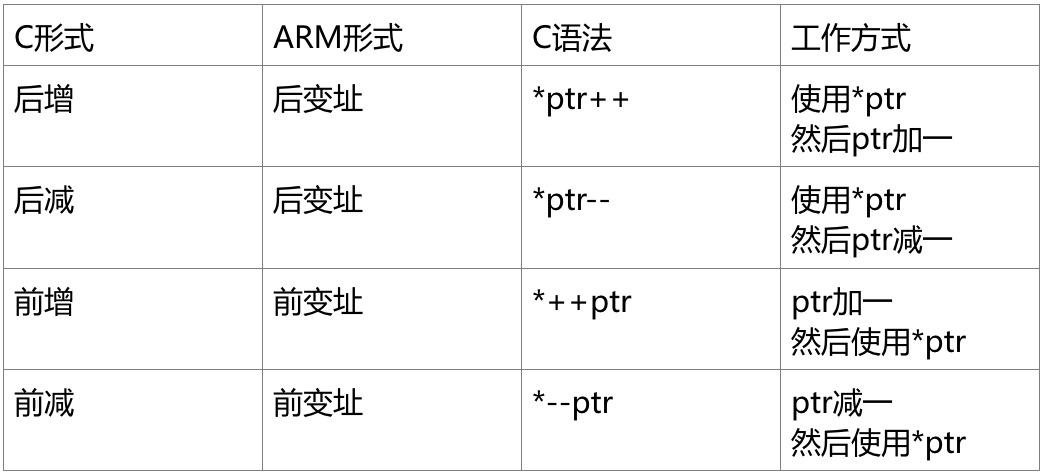 C形式 ARM形式 C语法 工作方式
后增 后变址 *ptr++ 使用*ptr
然后ptr加一
后减 后变址 *ptr-- 使用*ptr
然后ptr减一
前增 前变址 *++ptr ptr加一
然后使用*ptr
前减 前变址 *--ptr ptr减一
然后使用*ptr